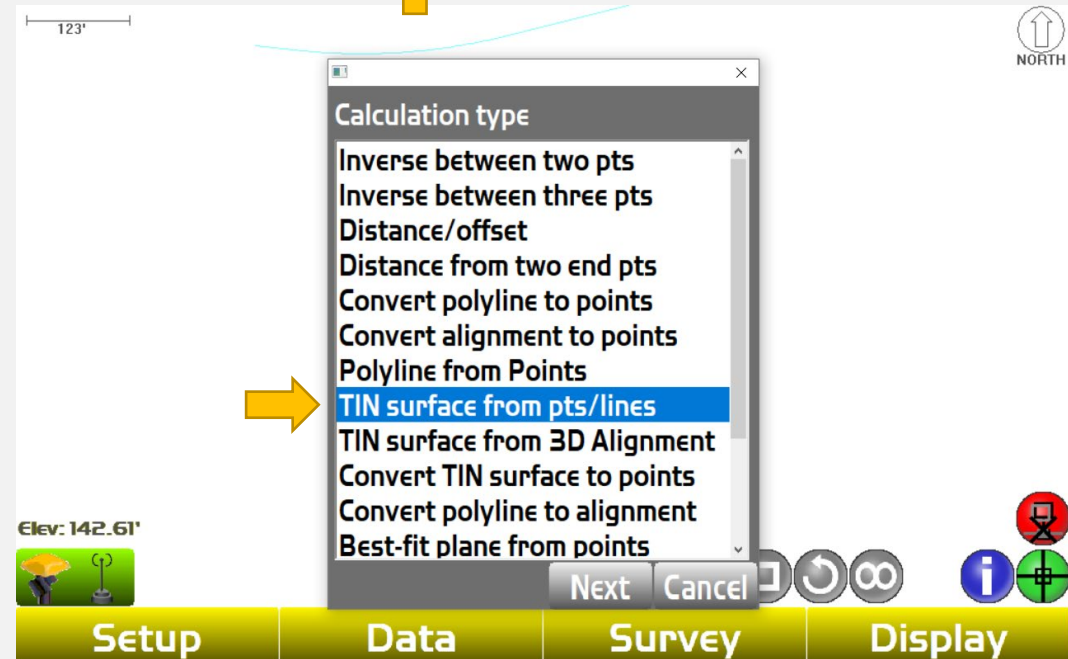 123'
NORTH
Calculation type
Inverse between two pts
Inverse between three pts
Distance/offset
Distance from two end pts
Convert polyline to points
Convert alignment to points
Polyline from Points
TIN surface from pts/lines
TIN surface from 3D Alignment
Convert TIN surface to points
Convert polyline to alignment
Best-fit plane from points
Elev: 142.61'
Next Cancel
Setup Data Survey Display